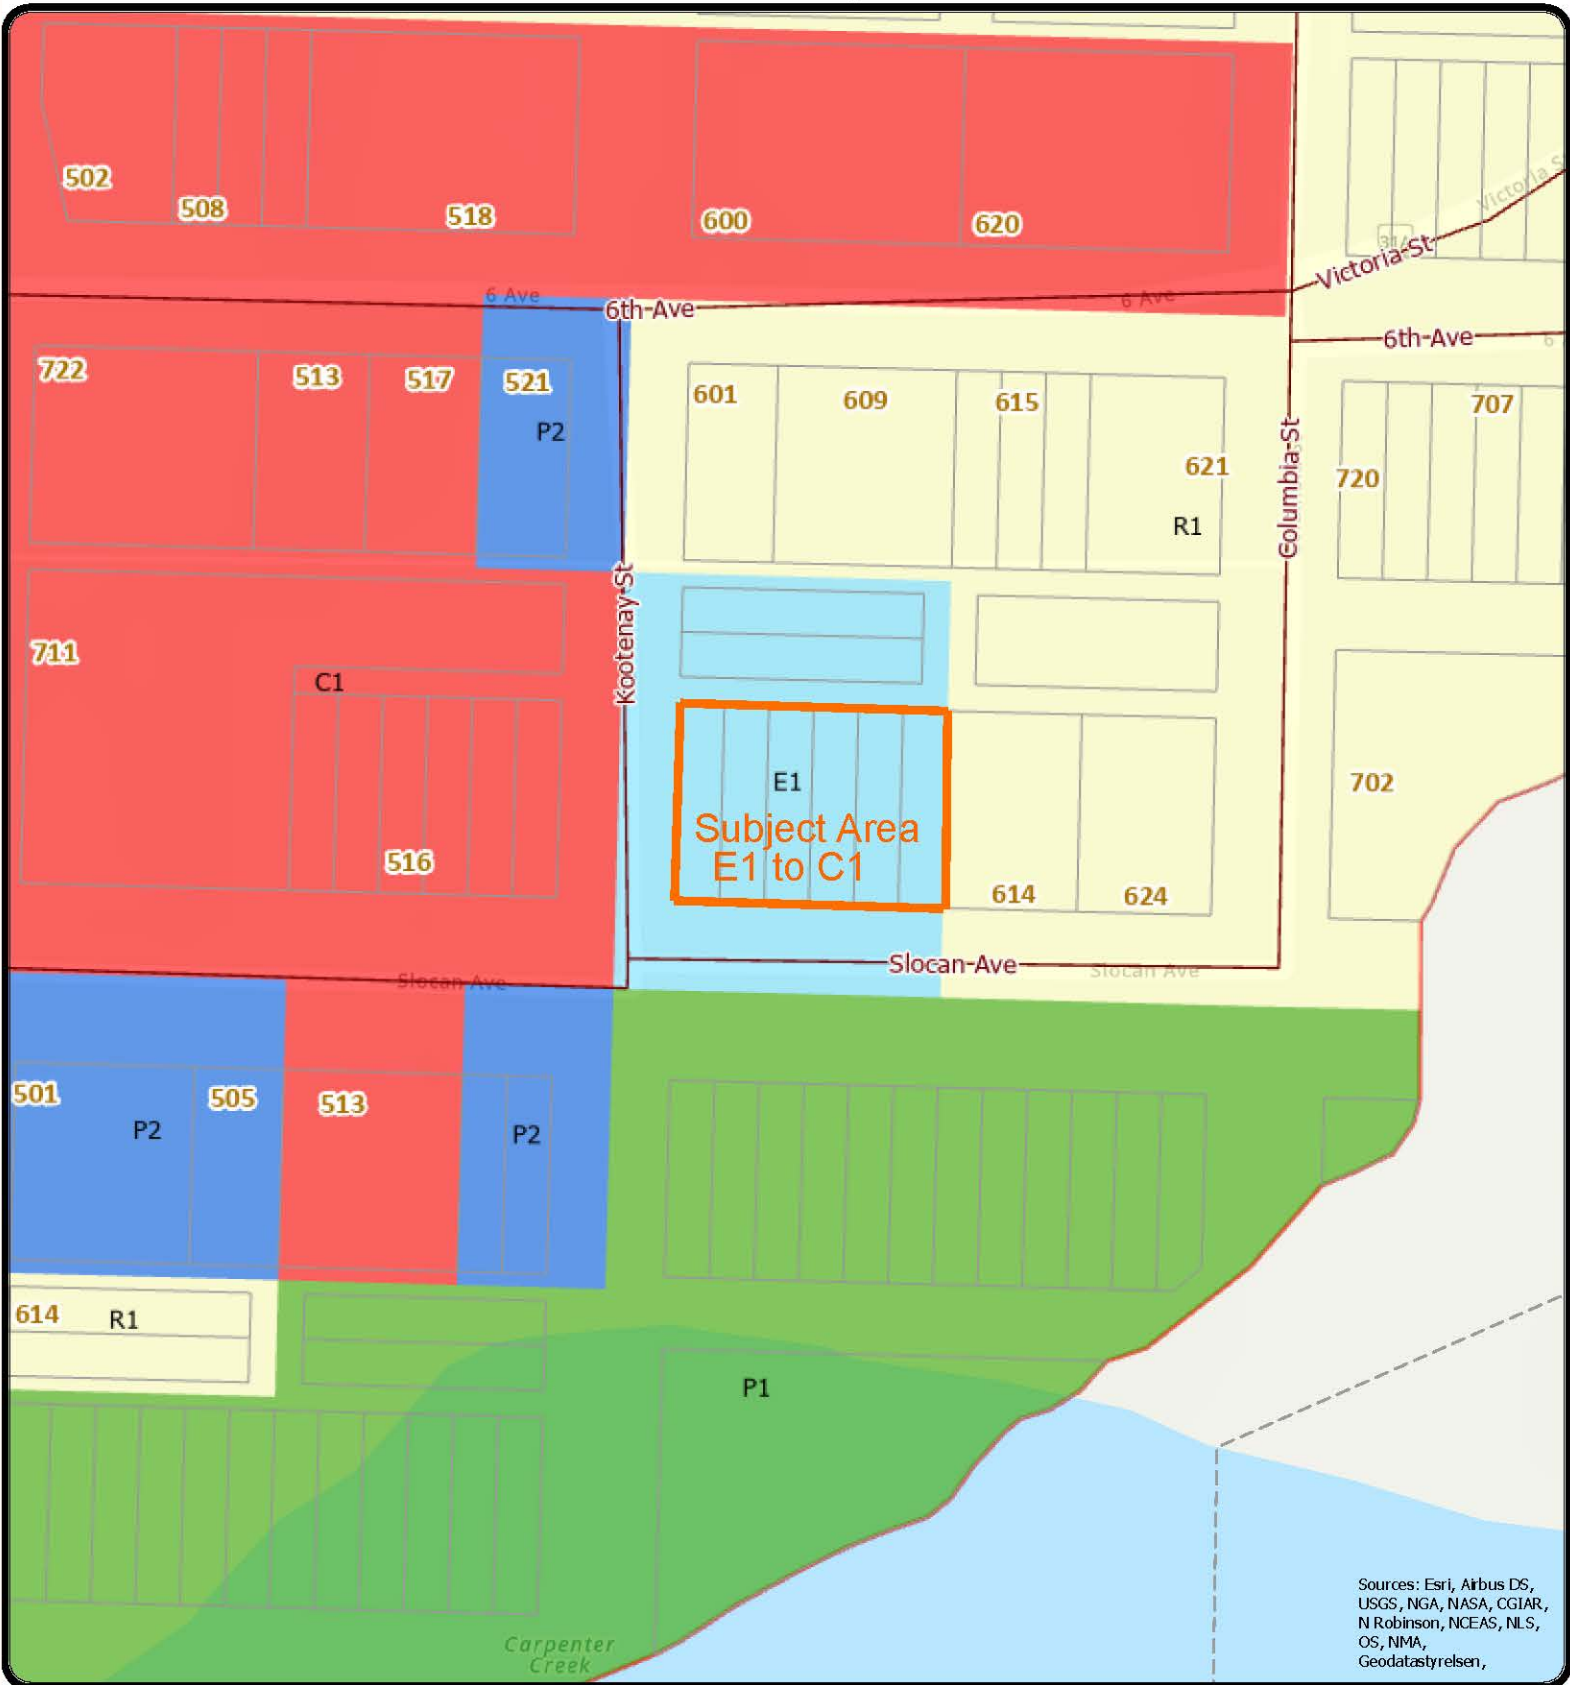 502
508
518
600
620
Victoria S
31A
Victoria-St
6 Ave
6th-Ave
6 Ave
6th-Ave
6
722
513
517
521
P2
601
609
615
621
R1
Columbia-St
707
720
Kootenay-St
711
C1
516
E1
Subject Area
E1 to C1
614
624
702
Slocan Ave
Slocan-Ave
Slocan Ave
501
P2
505
513
P2
614
R1
P1
Carpenter
Creek
Sources: Esri, Airbus DS,
USGS, NGA, NASA, CGIAR,
N Robinson, NCEAS, NLS,
OS, NMA,
Geodatastyrelsen,